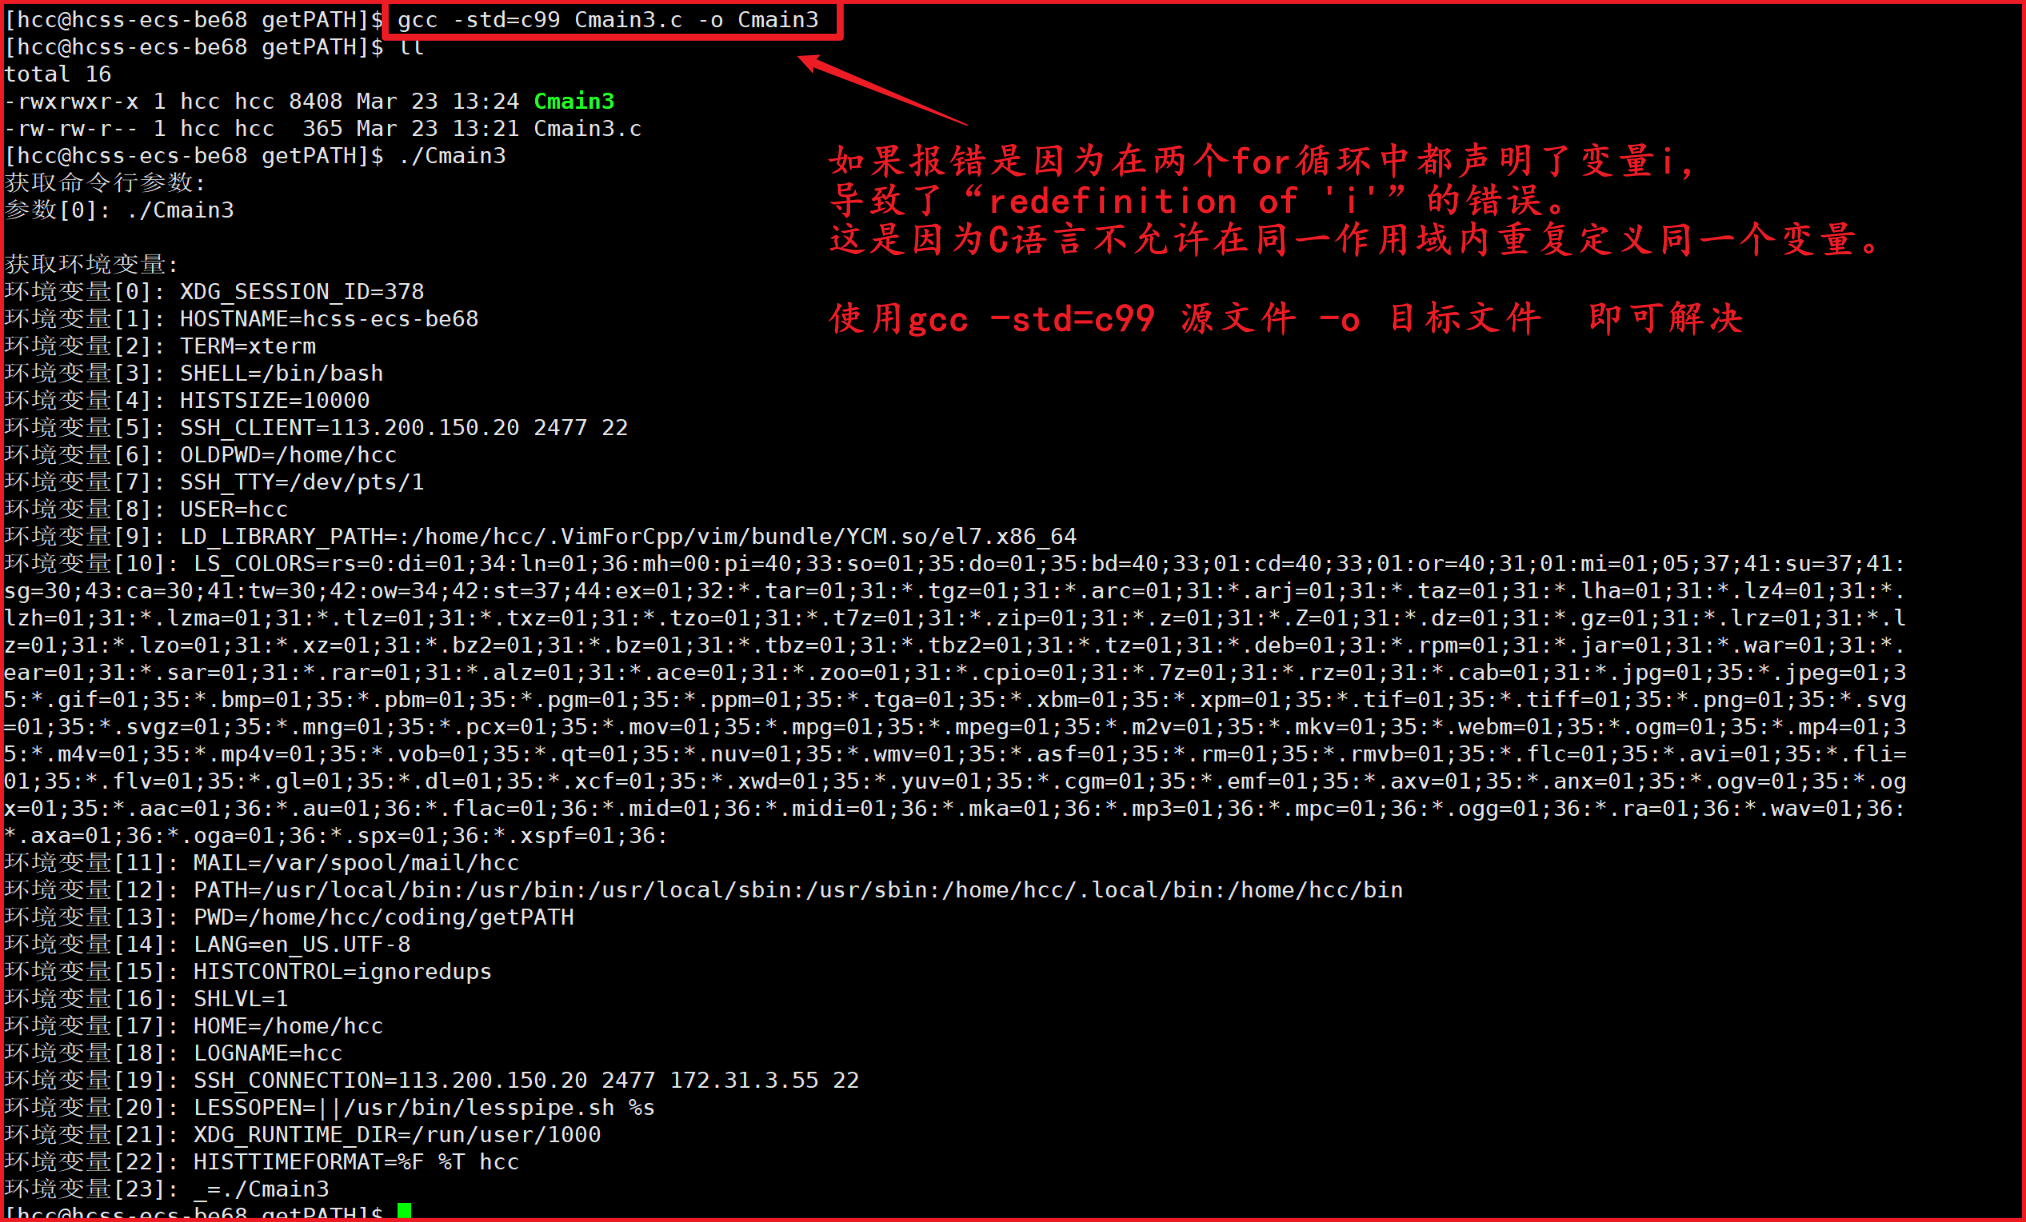 [hcc@hcss-ecs-be68 getPATH]$ gcc -std=c99 Cmain3.c -o Cmain3
[hcc@hcss-ecs-be68 getPATH]$ ll
total 16
-rwxrwxr-x 1 hcc hcc 8408 Mar 23 13:24 Cmain3
-rw-rw-r-- 1 hcc hcc  365 Mar 23 13:21 Cmain3.c
[hcc@hcss-ecs-be68 getPATH]$ ./Cmain3
获取命令行参数:
参数[0]: ./Cmain3
如果报错是因为在两个for循环中都声明了变量i,
导致了“redefinition of 'i'”的错误。
这是因为C语言不允许在同一作用域内重复定义同一个变量。
使用gcc -std=c99 源文件 -o 目标文件 即可解决
获取环境变量:
环境变量[0]: XDG_SESSION_ID=378
环境变量[1]: HOSTNAME=hcss-ecs-be68
环境变量[2]: TERM=xterm
环境变量[3]: SHELL=/bin/bash
环境变量[4]: HISTSIZE=10000
环境变量[5]: SSH_CLIENT=113.200.150.20 2477 22
环境变量[6]: OLDPWD=/home/hcc
环境变量[7]: SSH_TTY=/dev/pts/1
环境变量[8]: USER=hcc
环境变量[9]: LD_LIBRARY_PATH=:/home/hcc/.VimForCpp/vim/bundle/YCM.so/el7.x86_64
环境变量[10]: LS_COLORS=rs=0:di=01;34:ln=01;36:mh=00:pi=40;33:so=01;35:do=01;35:bd=40;33;01:cd=40;33;01:or=40;31;01:mi=01;05;37;41:su=37;41:
sg=30;43:ca=30;41:tw=30;42:ow=34;42:st=37;44:ex=01;32:*.tar=01;31:*.tgz=01;31:*.arc=01;31:*.arj=01;31:*.taz=01;31:*.lha=01;31:*.lz4=01;31:*.
lzh=01;31:*.lzma=01;31:*.tlz=01;31:*.txz=01;31:*.tzo=01;31:*.t7z=01;31:*.zip=01;31:*.z=01;31:*.Z=01;31:*.dz=01;31:*.gz=01;31:*.lrz=01;31:*.l
z=01;31:*.lzo=01;31:*.xz=01;31:*.bz2=01;31:*.bz=01;31:*.tbz=01;31:*.tbz2=01;31:*.tz=01;31:*.deb=01;31:*.rpm=01;31:*.jar=01;31:*.war=01;31:*.
ear=01;31:*.sar=01;31:*.rar=01;31:*.alz=01;31:*.ace=01;31:*.zoo=01;31:*.cpio=01;31:*.7z=01;31:*.rz=01;31:*.cab=01;31:*.jpg=01;35:*.jpeg=01;3
5:*.gif=01;35:*.bmp=01;35:*.pbm=01;35:*.pgm=01;35:*.ppm=01;35:*.tga=01;35:*.xbm=01;35:*.xpm=01;35:*.tif=01;35:*.tiff=01;35:*.png=01;35:*.svg
=01;35:*.svgz=01;35:*.mng=01;35:*.pcx=01;35:*.mov=01;35:*.mpg=01;35:*.mpeg=01;35:*.m2v=01;35:*.mkv=01;35:*.webm=01;35:*.ogm=01;35:*.mp4=01;3
5:*.m4v=01;35:*.mp4v=01;35:*.vob=01;35:*.qt=01;35:*.nuv=01;35:*.wmv=01;35:*.asf=01;35:*.rm=01;35:*.rmvb=01;35:*.flc=01;35:*.avi=01;35:*.fli=
01;35:*.flv=01;35:*.gl=01;35:*.dl=01;35:*.xcf=01;35:*.xwd=01;35:*.yuv=01;35:*.cgm=01;35:*.emf=01;35:*.axv=01;35:*.anx=01;35:*.ogv=01;35:*.og
x=01;35:*.aac=01;36:*.au=01;36:*.flac=01;36:*.mid=01;36:*.midi=01;36:*.mka=01;36:*.mp3=01;36:*.mpc=01;36:*.ogg=01;36:*.ra=01;36:*.wav=01;36:
*.axa=01;36:*.oga=01;36:*.spx=01;36:*.xspf=01;36:
环境变量[11]: MAIL=/var/spool/mail/hcc
环境变量[12]: PATH=/usr/local/bin:/usr/bin:/usr/local/sbin:/usr/sbin:/home/hcc/.local/bin:/home/hcc/bin
环境变量[13]: PWD=/home/hcc/coding/getPATH
环境变量[14]: LANG=en_US.UTF-8
环境变量[15]: HISTCONTROL=ignoredups
环境变量[16]: SHLVL=1
环境变量[17]: HOME=/home/hcc
环境变量[18]: LOGNAME=hcc
环境变量[19]: SSH_CONNECTION=113.200.150.20 2477 172.31.3.55 22
环境变量[20]: LESSOPEN=||/usr/bin/lesspipe.sh %s
环境变量[21]: XDG_RUNTIME_DIR=/run/user/1000
环境变量[22]: HISTTIMEFORMAT=%F %T hcc
环境变量[23]: _=./Cmain3
[hcc@hcss-ecs-be68 getPATH]$